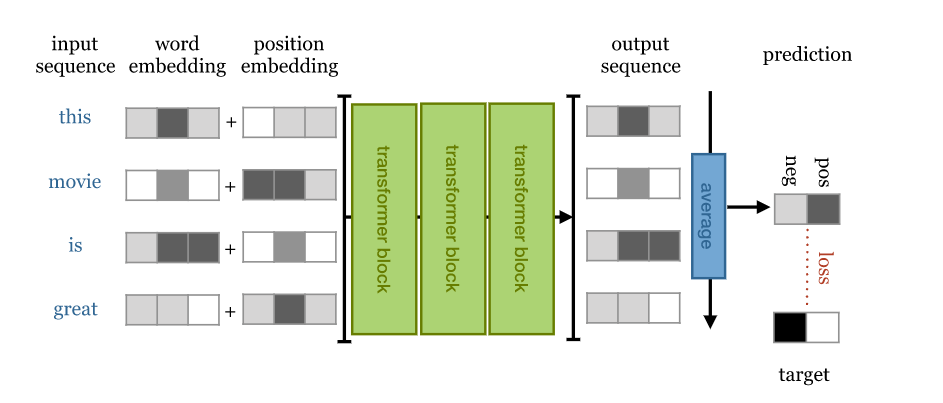 input
sequence
word
embedding
position
embedding
output
sequence
prediction
this
+
movie
+
is
+
great
+
transformer block
transformer block
transformer block
average
neg
pos
loss
target